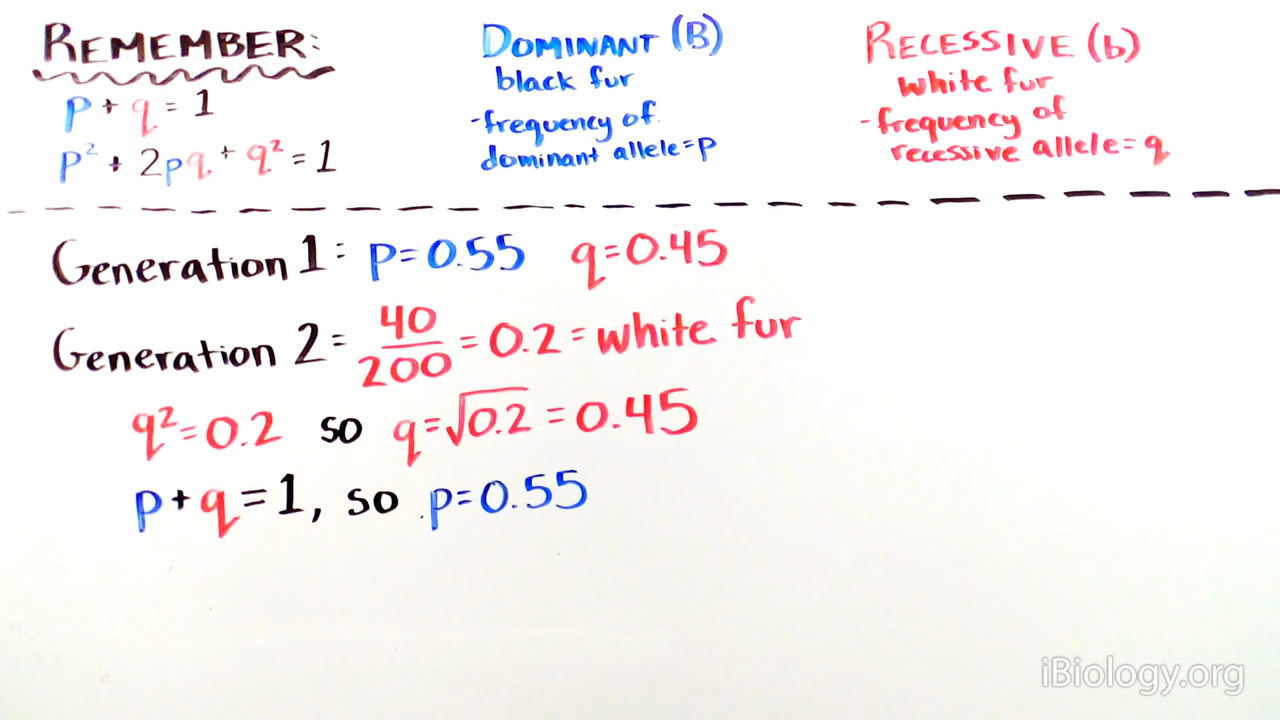 REMEMBER:
p + q = 1
p² + 2pq + q² = 1
DOMINANT (B)
black fur
-frequency of
dominant allele=p
RECESSIVE (b)
white fur
-frequency of
recessive allele=q
Generation 1: p=0.55 q=0.45
Generation 2= 40/200 = 0.2 = white fur
q²=0.2 so q=√0.2 = 0.45
p+q=1, so p=0.55
iBiology.org